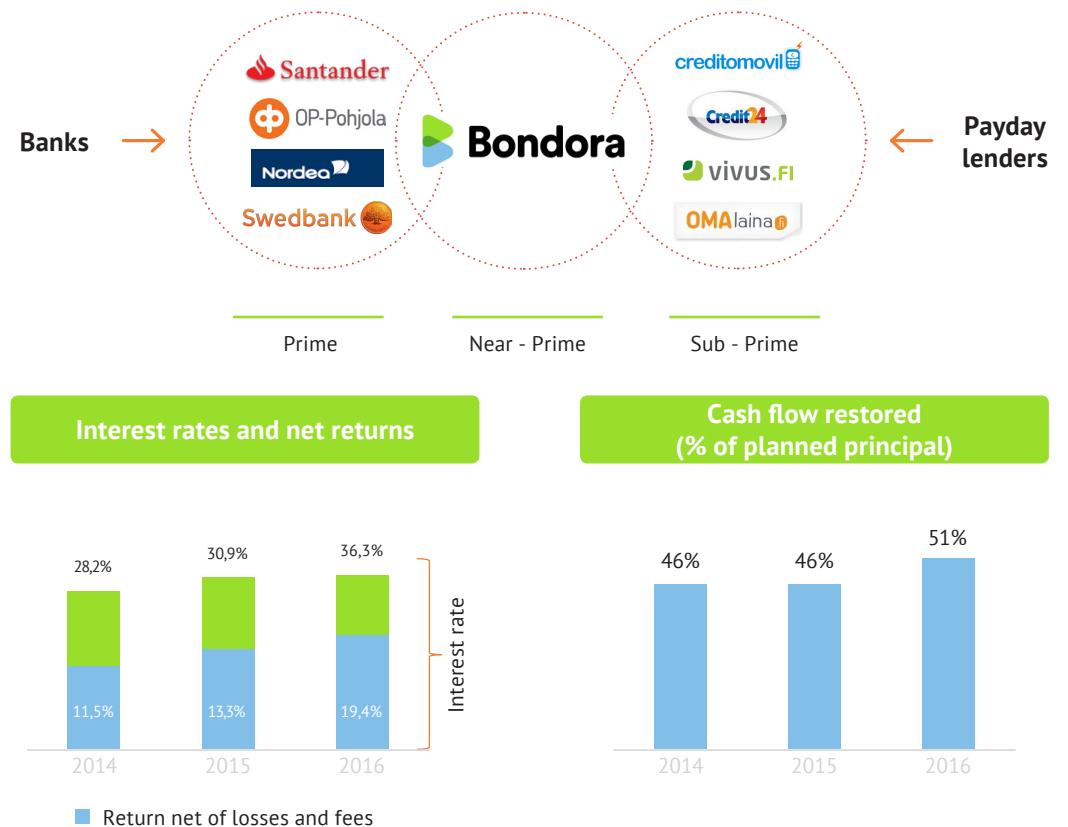 Banks
Santander
OP-Pohjola
Nordea
Swedbank
Bondora
creditomovil
Credit24
vivus.FI
OMAlaina fi
Payday
lenders
Prime
Near - Prime
Sub - Prime
Interest rates and net returns
28,2%
30,9%
36,3%
11,5%
13,3%
19,4%
Interest rate
2014
2015
2016
Return net of losses and fees
Cash flow restored
(% of planned principal)
46%
46%
51%
2014
2015
2016